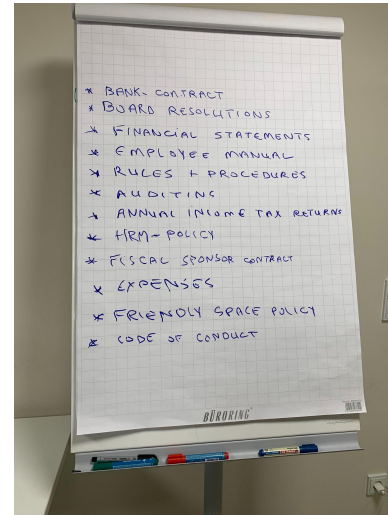 * BANK-CONTRACT
* BOARD RESOLUTIONS
* FINANCIAL STATEMENTS
* EMPLOYEE MANUAL
* RULES + PROCEDURES
* AUDITING
* ANNUAL INCOME TAX RETURNS
* HRM-POLICY
* FISCAL SPONSOR CONTRACT
* EXPENSES
* FRIENDLY SPACE POLICY
* CODE OF CONDUCT
BÜRORING